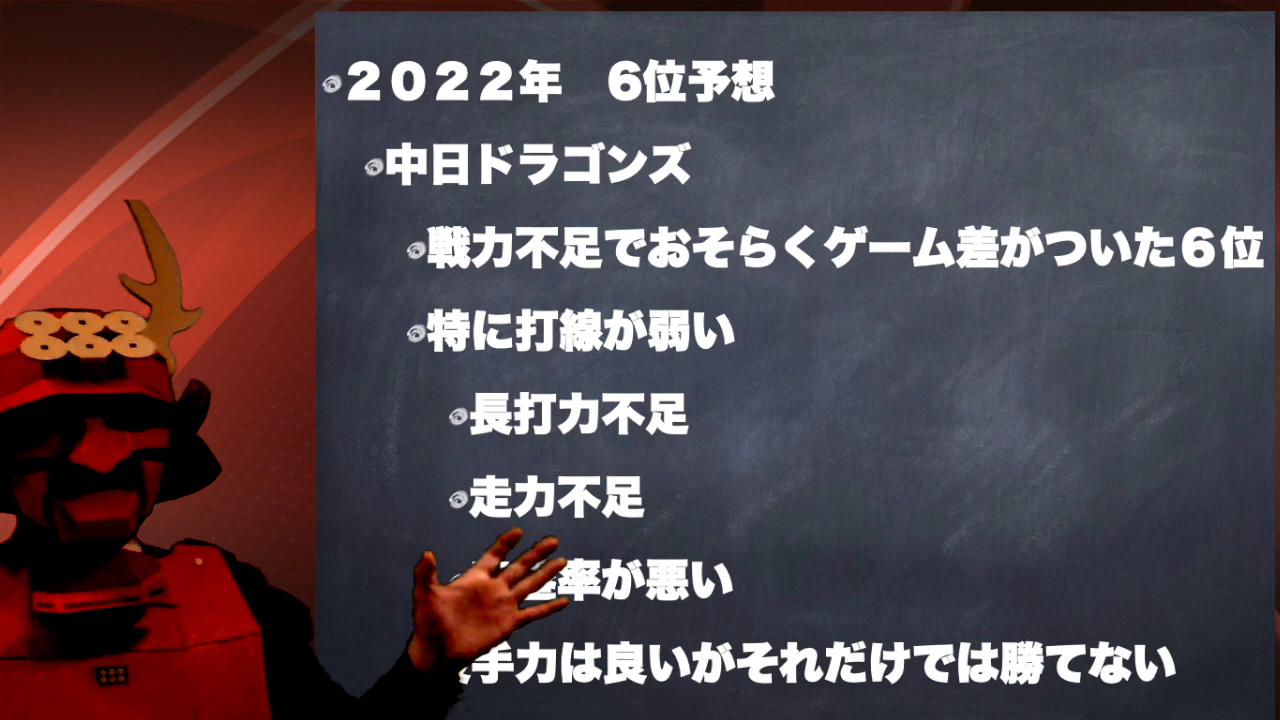 ２０２２年　6位予想
中日ドラゴンズ
戦力不足でおそらくゲーム差がついた６位
特に打線が弱い
長打力不足
走力不足
率が悪い
手力は良いがそれだけでは勝てない